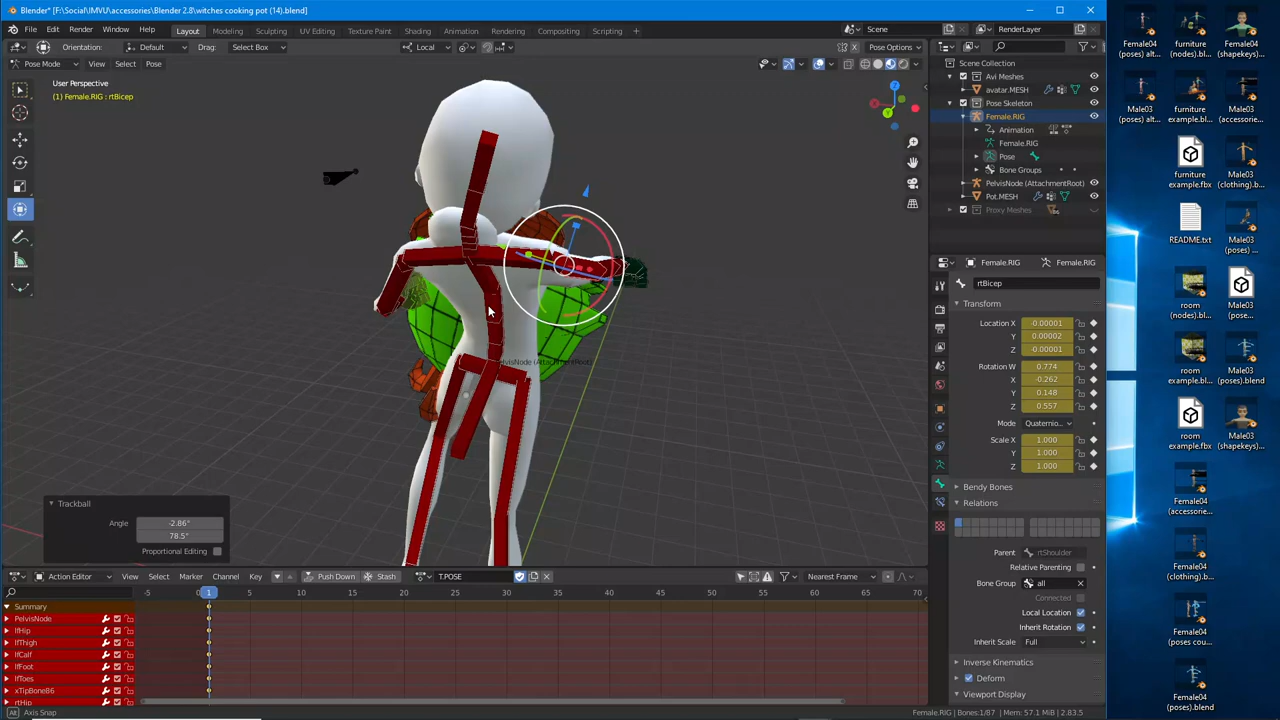 Blender* [F:\Social\IMVU\accessories\Blender 2.8\witches cooking pot (14).blend]
File Edit Render Window Help Layout Modeling Sculpting UV Editing Texture Paint Shading Animation Rendering Compositing Scripting + Scene RenderLayer
Orientation: Default Drag: Select Box Local Pose Options
Pose Mode View Select Pose
User Perspective
(1) Female.RIG : rtBicep
PelvisNode (AttachmentRoot)
Trackball
Angle -2.86°
78.5°
Proportional Editing
Scene Collection
Avi Meshes
avatar.MESH
Pose Skeleton
Female.RIG
Animation
Female.RIG
Pose
Bone Groups
PelvisNode (AttachmentRoot)
Pot.MESH
Proxy Meshes
Female.RIG Female.RIG
rtBicep
Transform
Location X -0.00001
Y 0.00002
Z -0.00001
Rotation W 0.774
X -0.262
Y 0.148
Z 0.557
Mode Quaternio...
Scale X 1.000
Y 1.000
Z 1.000
Bendy Bones
Relations
Parent rtShoulder
Relative Parenting
Bone Group all
Connected
Local Location
Inherit Rotation
Inherit Scale Full
Inverse Kinematics
Deform
Viewport Display
Action Editor View Select Marker Channel Key Push Down Stash T.POSE Nearest Frame
-5 0 1 5 10 15 20 25 30 35 40 45 50 55 60 65 70
Summary
PelvisNode
lfHip
lfThigh
lfCalf
lfFoot
lfToes
xTipBone86
rtHip
Alt Axis Snap
Female.RIG | Bones:1/87 | Mem: 57.1 MiB | 2.83.5
Female04
(poses) alt...
furniture
(nodes).bl...
Female04
(shapekeys)...
Male03
(poses) alt...
furniture
example.bl...
Male03
(accessorie...
furniture
example.fbx
Male03
(clothing).b...
README.txt
Male03
(poses) ...
room
(nodes).bl...
Male03
(pose...
room
example.bl...
Male03
(poses).blend
room
example.fbx
Male03
(shapekeys)...
Female04
(accessorie...
Female04
(clothing).b...
Female04
(poses cou...
Female04
(poses).blend